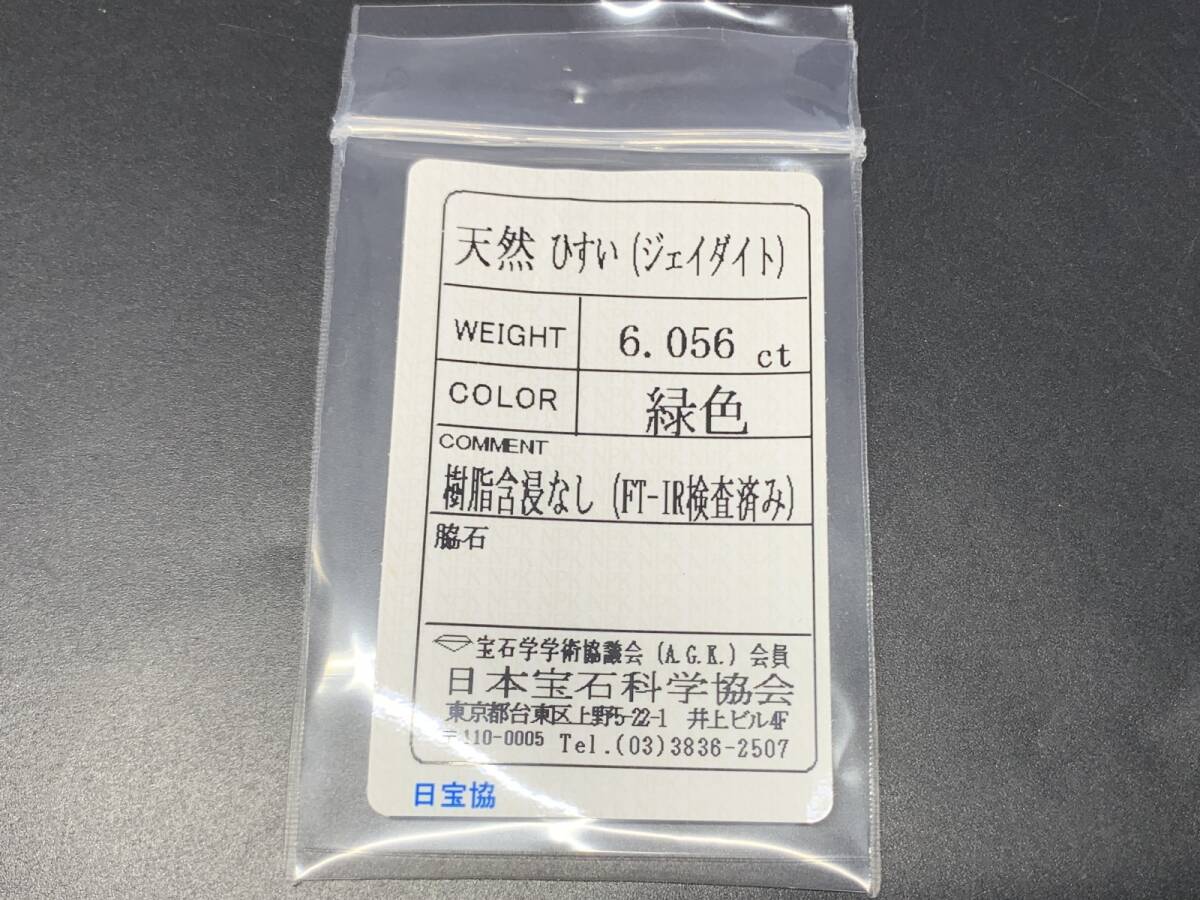 天然 ひすい (ジェイダイト)
WEIGHT 6.056 ct
COLOR 緑色
COMMENT
樹脂含浸なし (FT-IR検査済み)
脇石
宝石学学術協議会 (A.G.K.) 会員
日本宝石科学協会
東京都台東区上野5-22-1 井上ビル4F
〒110-0005 Tel.(03)3836-2507
日宝協